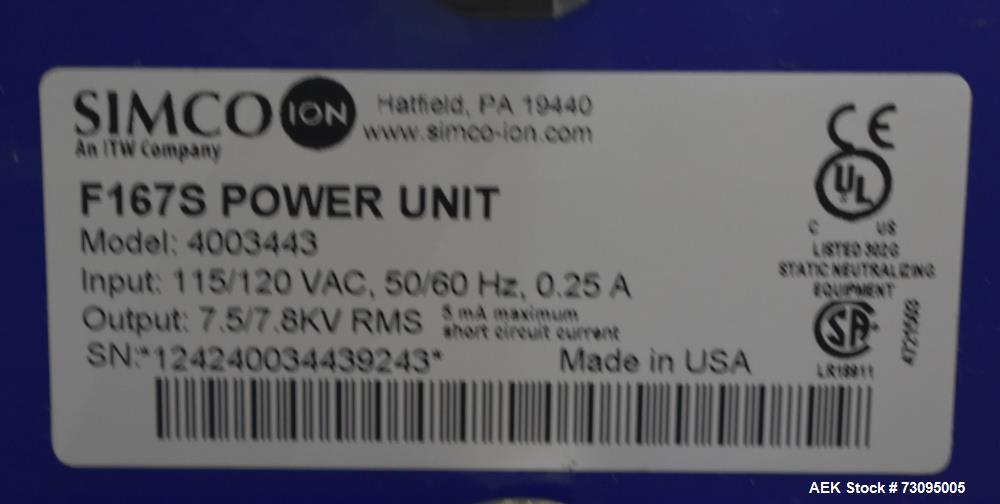 SIMCO ION
An ITW Company
Hatfield, PA 19440
www.simco-ion.com
F167S POWER UNIT
Model: 4003443
Input: 115/120 VAC, 50/60 Hz, 0.25 A
Output: 7.5/7.8KV RMS 5 mA maximum
short circuit current
SN:*124240034439243*
Made in USA
CE
UL
C US
LISTED 302G
STATIC NEUTRALIZING
EQUIPMENT
SA
LR18911
AEK Stock # 73095005